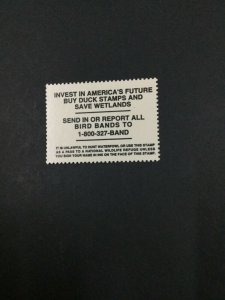 INVEST IN AMERICA'S FUTURE
BUY DUCK STAMPS AND
SAVE WETLANDS
SEND IN OR REPORT ALL
BIRD BANDS TO
1-800-327-BAND
IT IS UNLAWFUL TO HUNT WATERFOWL OR USE THIS STAMP
AS A PASS TO A NATIONAL WILDLIFE REFUGE UNLESS
YOU SIGN YOUR NAME IN INK ON THE FACE OF THIS STAMP.